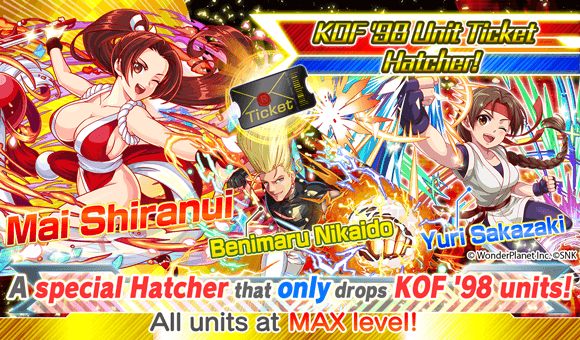 KOF '98 Unit Ticket
Hatcher!
Ticket
Mai Shiranui
Benimaru Nikaido
Yuri Sakazaki
© WonderPlanet Inc. ©SNK
A special Hatcher that only drops KOF '98 units!
All units at MAX level!